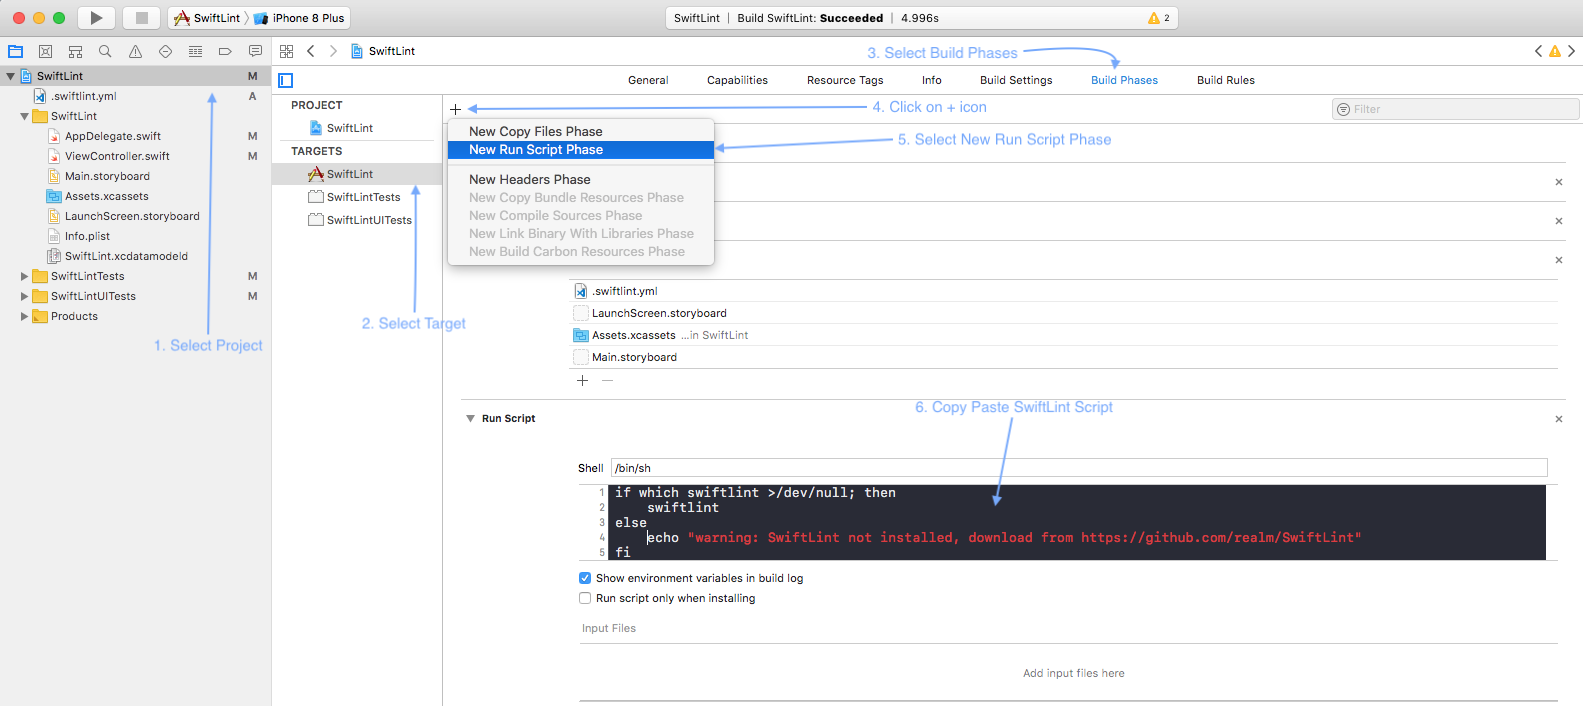 SwiftLint
iPhone 8 Plus
SwiftLint | Build SwiftLint: Succeeded | 4.996s
2
SwiftLint
3. Select Build Phases
SwiftLint M
.swiftlint.yml A
SwiftLint
AppDelegate.swift M
ViewController.swift M
Main.storyboard
Assets.xcassets
LaunchScreen.storyboard
Info.plist
SwiftLint.xcdatamodeld
SwiftLintTests M
SwiftLintUITests M
Products
1. Select Project
General Capabilities Resource Tags Info Build Settings Build Phases Build Rules
PROJECT
SwiftLint
TARGETS
SwiftLint
SwiftLintTests
SwiftLintUITests
2. Select Target
4. Click on + icon
Filter
New Copy Files Phase
New Run Script Phase
5. Select New Run Script Phase
New Headers Phase
New Copy Bundle Resources Phase
New Compile Sources Phase
New Link Binary With Libraries Phase
New Build Carbon Resources Phase
.swiftlint.yml
LaunchScreen.storyboard
Assets.xcassets ...in SwiftLint
Main.storyboard
6. Copy Paste SwiftLint Script
Run Script
Shell /bin/sh
1 if which swiftlint >/dev/null; then
2 swiftlint
3 else
4 echo "warning: SwiftLint not installed, download from https://github.com/realm/SwiftLint"
5 fi
Show environment variables in build log
Run script only when installing
Input Files
Add input files here